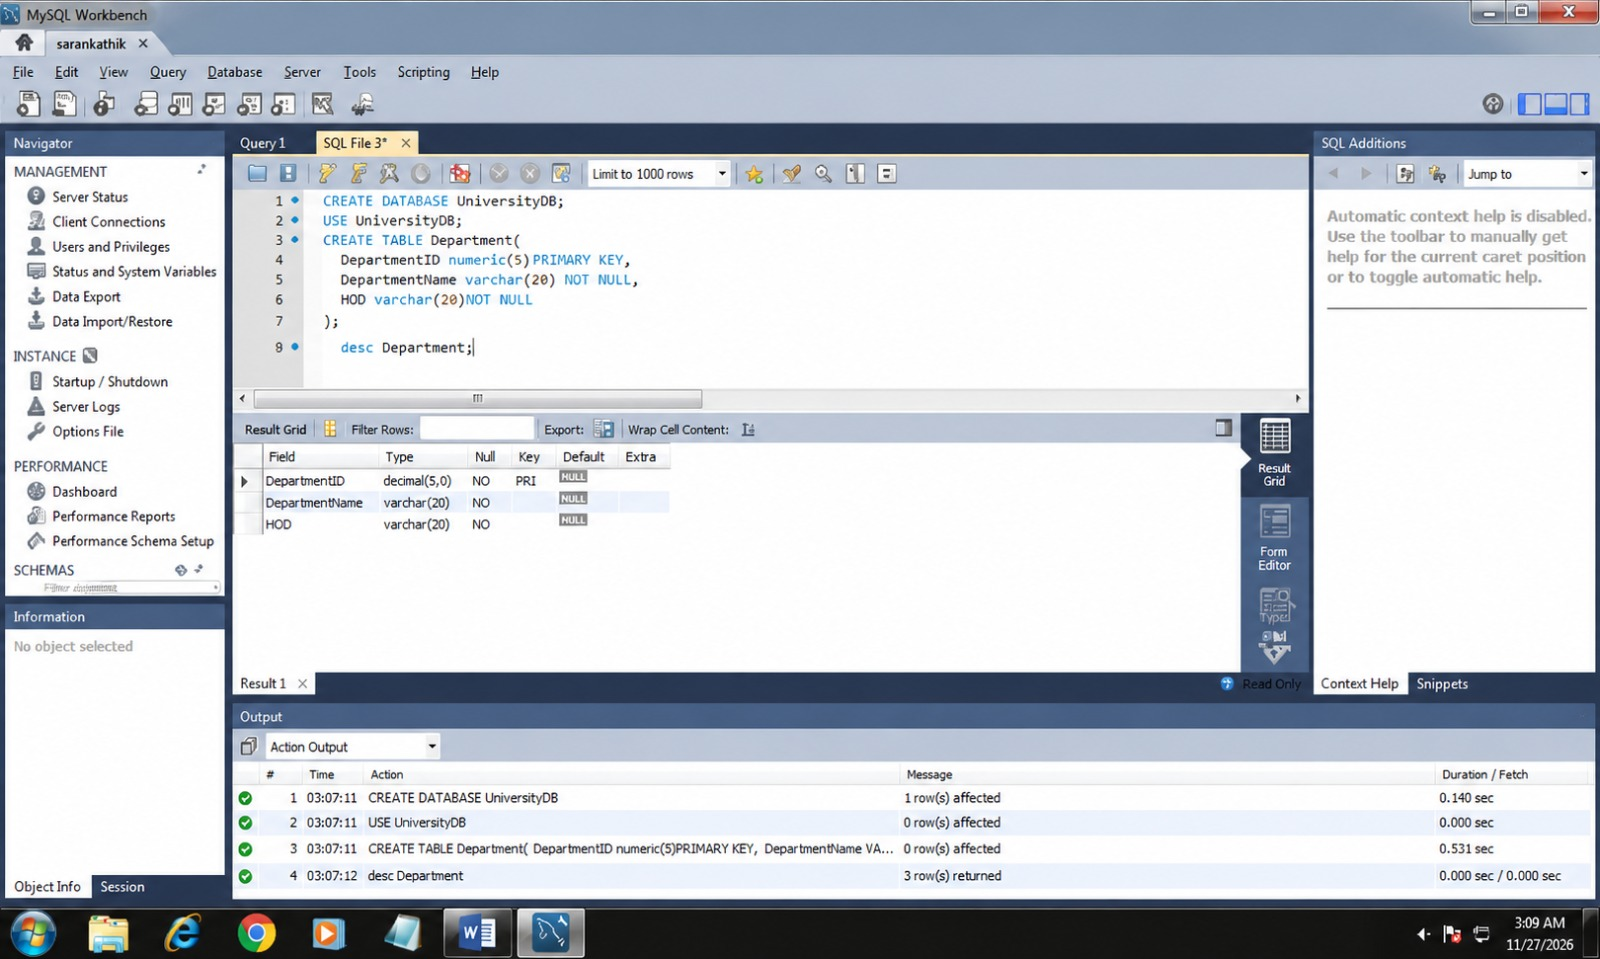 MySQL Workbench
sarankathik
File Edit View Query Database Server Tools Scripting Help
Navigator
MANAGEMENT
Server Status
Client Connections
Users and Privileges
Status and System Variables
Data Export
Data Import/Restore
INSTANCE
Startup / Shutdown
Server Logs
Options File
PERFORMANCE
Dashboard
Performance Reports
Performance Schema Setup
SCHEMAS
Information
No object selected
Object Info Session
Query 1 SQL File 3*
Limit to 1000 rows
1 CREATE DATABASE UniversityDB;
2 USE UniversityDB;
3 CREATE TABLE Department(
4 DepartmentID numeric(5)PRIMARY KEY,
5 DepartmentName varchar(20) NOT NULL,
6 HOD varchar(20)NOT NULL
7 );
desc Department;
Result Grid Filter Rows: Export: Wrap Cell Content:
Field Type Null Key Default Extra
DepartmentID decimal(5,0) NO PRI NULL
DepartmentName varchar(20) NO NULL
HOD varchar(20) NO NULL
Result
Grid
Form
Editor
Result 1
Read Only
SQL Additions
Jump to
Automatic context help is disabled.
Use the toolbar to manually get
help for the current caret position
or to toggle automatic help.
Context Help Snippets
Output
Action Output
# Time Action Message Duration / Fetch
1 03:07:11 CREATE DATABASE UniversityDB 1 row(s) affected 0.140 sec
2 03:07:11 USE UniversityDB 0 row(s) affected 0.000 sec
3 03:07:11 CREATE TABLE Department( DepartmentID numeric(5)PRIMARY KEY, DepartmentName VA... 0 row(s) affected 0.531 sec
4 03:07:12 desc Department 3 row(s) returned 0.000 sec / 0.000 sec
3:09 AM
11/27/2026